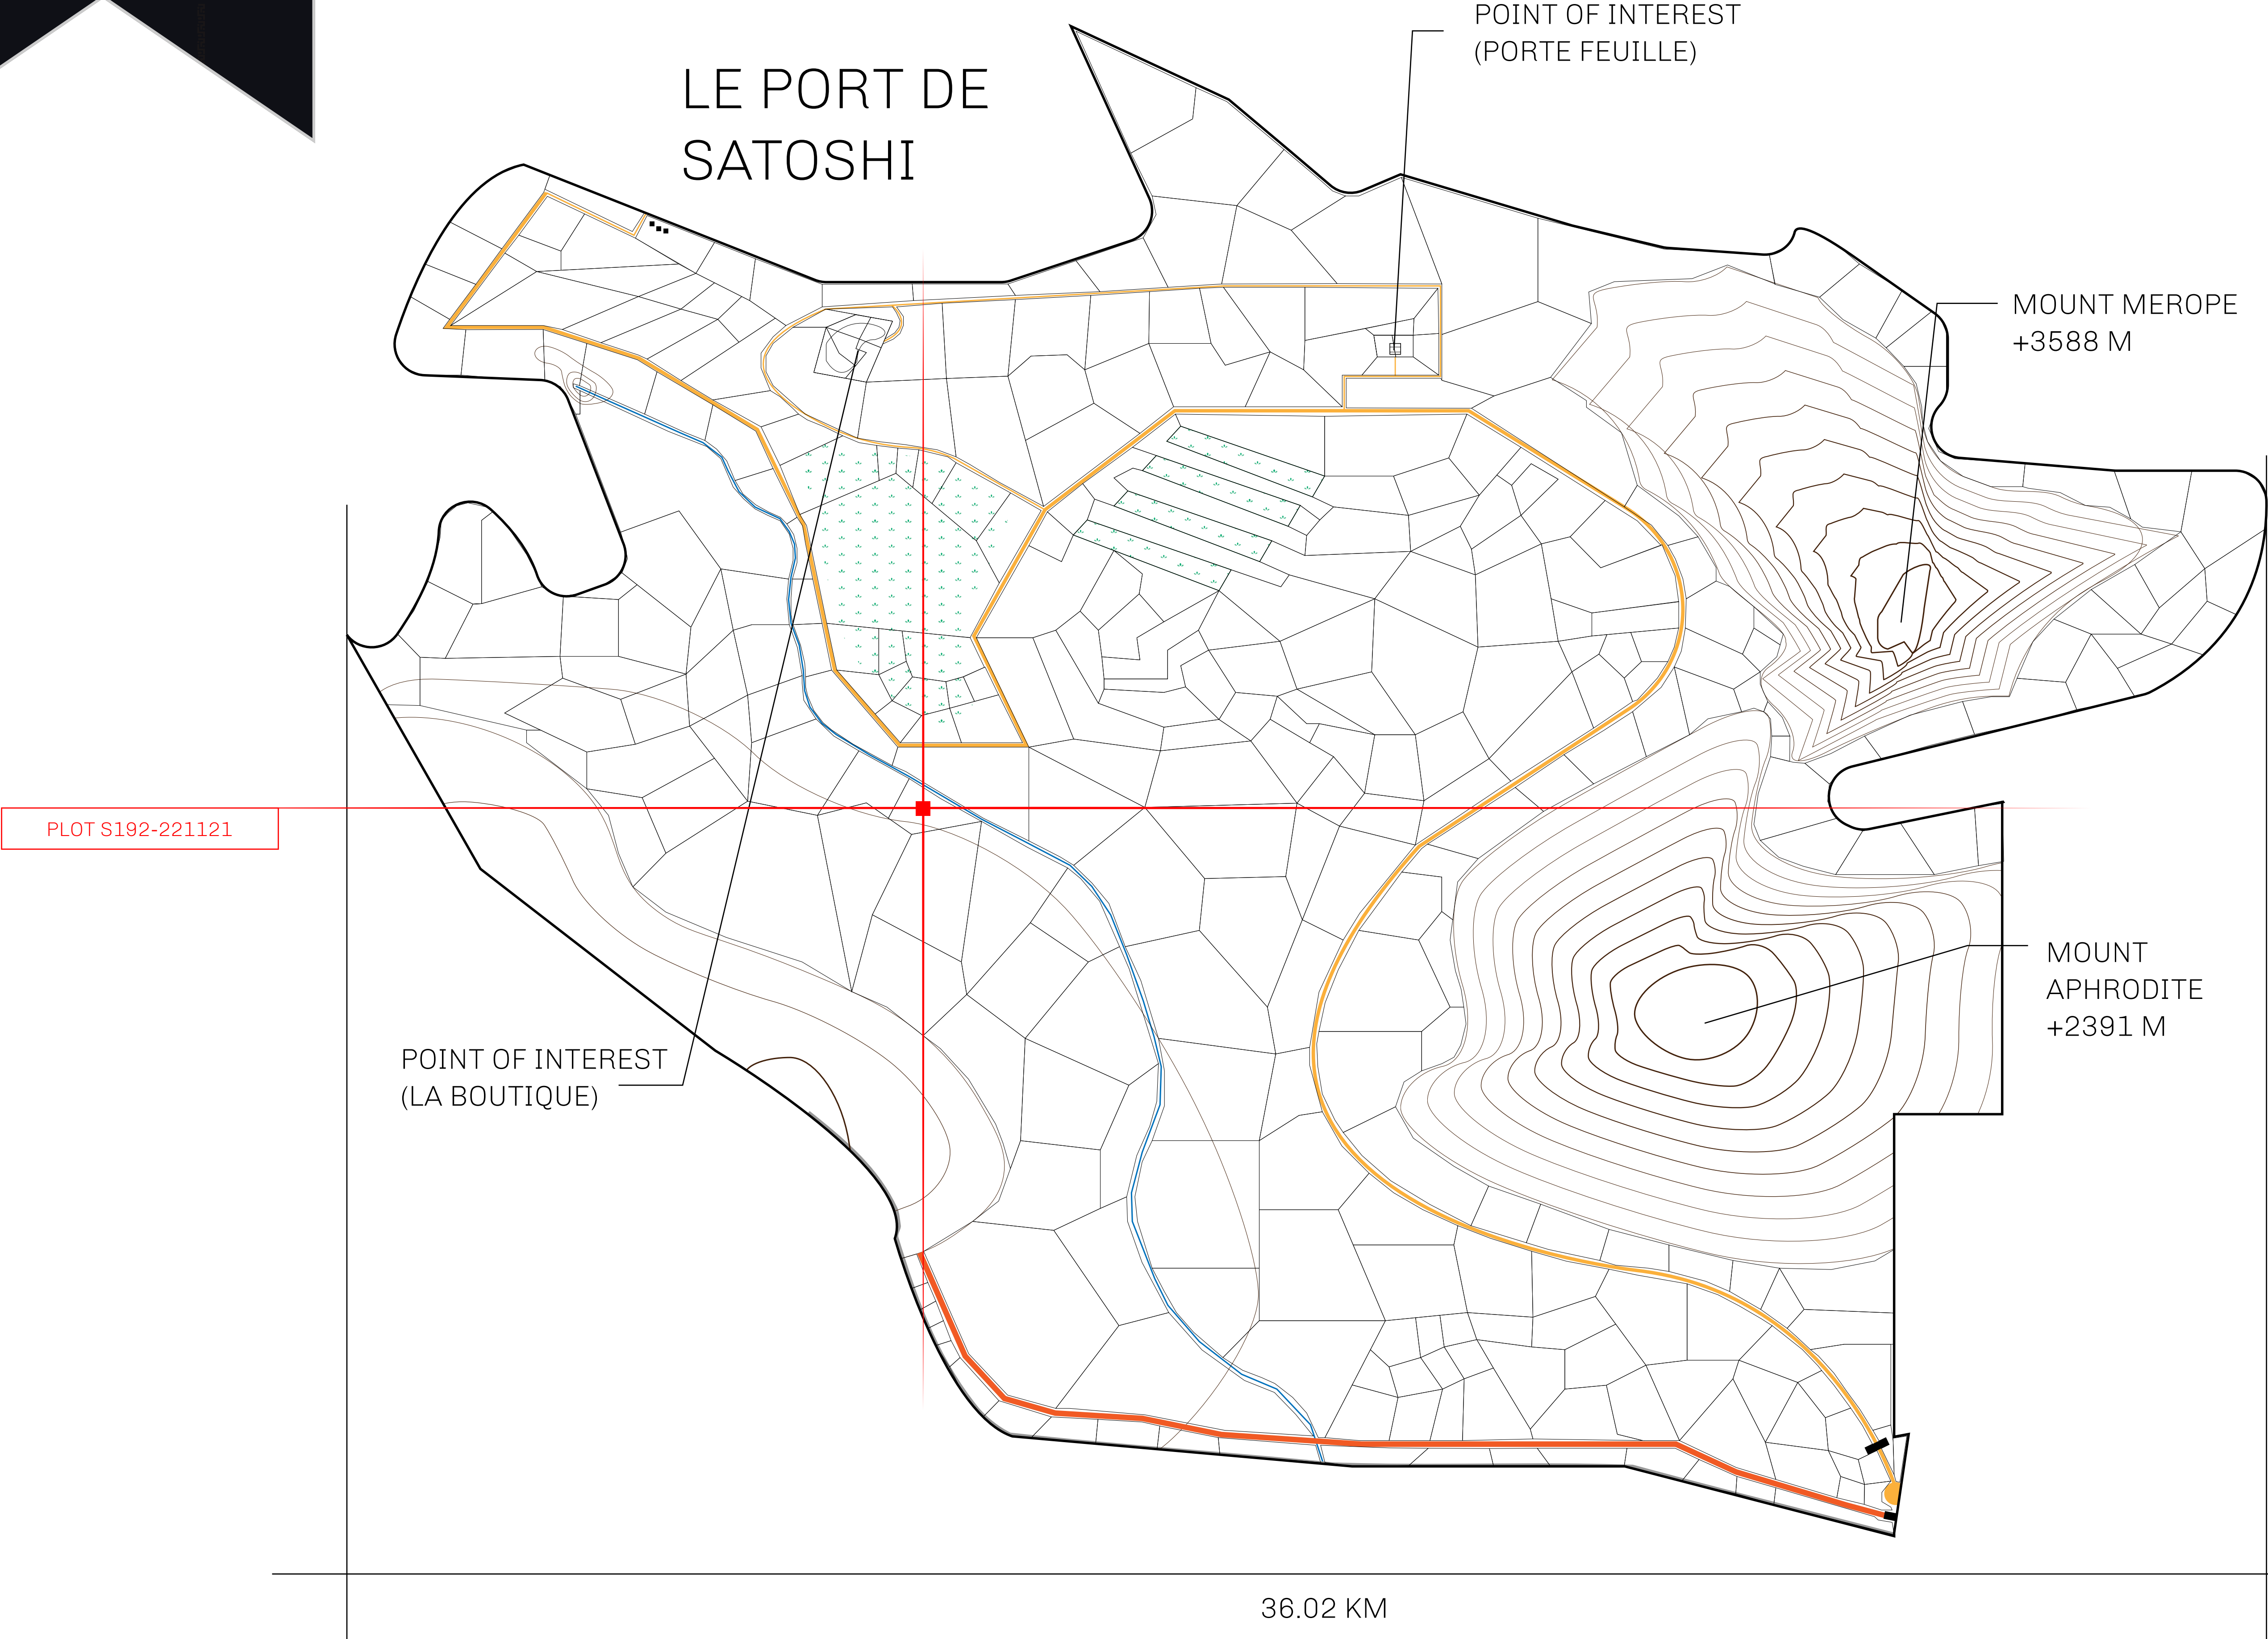 POINT OF INTEREST
(PORTE FEUILLE)
LE PORT DE
SATOSHI
MOUNT MEROPE
+3588 M
PLOT S192-221121
MOUNT
APHRODITE
+2391 M
POINT OF INTEREST
(LA BOUTIQUE)
36.02 KM